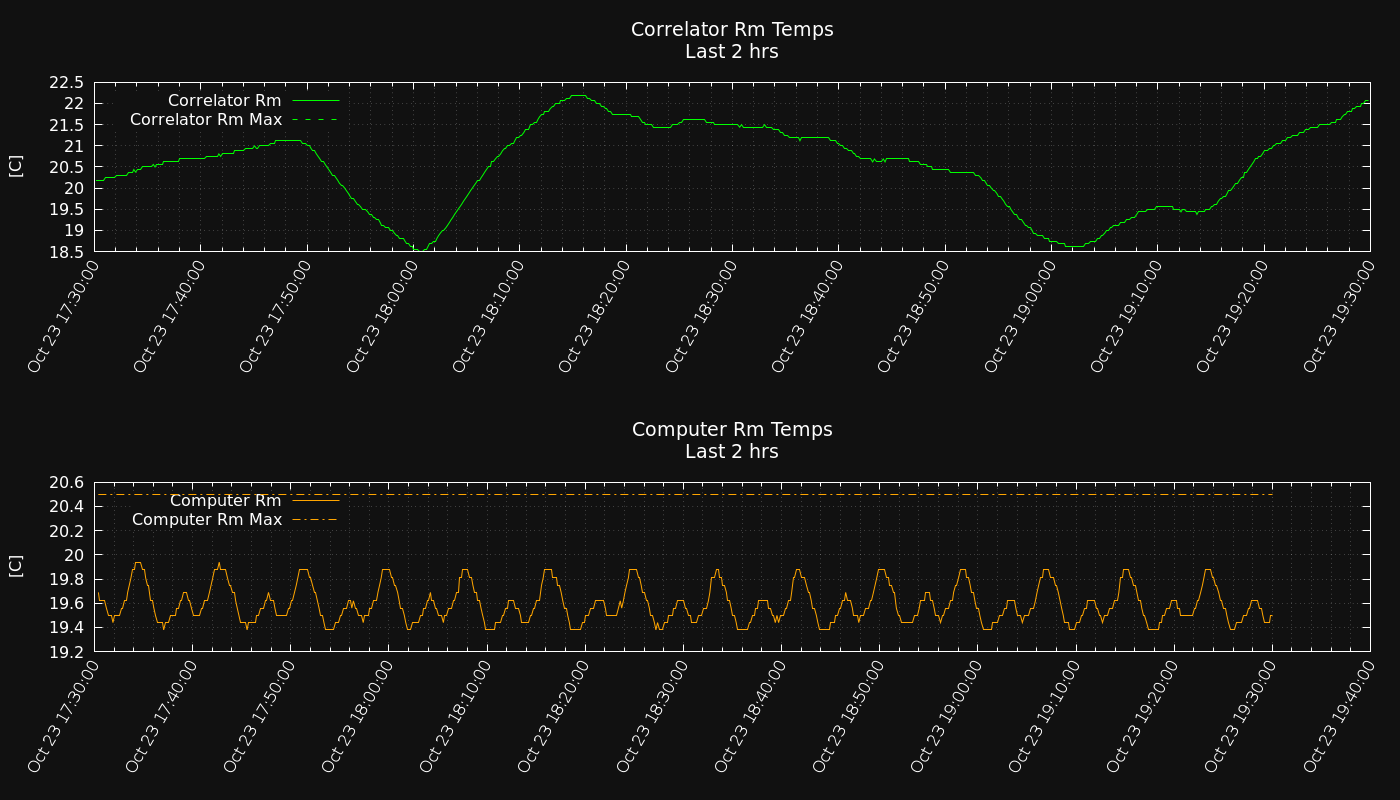 Correlator Rm Temps
Last 2 hrs
22.5
22
21.5
21
20.5
20
19.5
19
18.5
[C]
Correlator Rm
Correlator Rm Max
Oct 23 17:30:00
Oct 23 17:40:00
Oct 23 17:50:00
Oct 23 18:00:00
Oct 23 18:10:00
Oct 23 18:20:00
Oct 23 18:30:00
Oct 23 18:40:00
Oct 23 18:50:00
Oct 23 19:00:00
Oct 23 19:10:00
Oct 23 19:20:00
Oct 23 19:30:00
Computer Rm Temps
Last 2 hrs
20.6
20.4
20.2
20
19.8
19.6
19.4
19.2
[C]
Computer Rm
Computer Rm Max
Oct 23 17:30:00
Oct 23 17:40:00
Oct 23 17:50:00
Oct 23 18:00:00
Oct 23 18:10:00
Oct 23 18:20:00
Oct 23 18:30:00
Oct 23 18:40:00
Oct 23 18:50:00
Oct 23 19:00:00
Oct 23 19:10:00
Oct 23 19:20:00
Oct 23 19:30:00
Oct 23 19:40:00